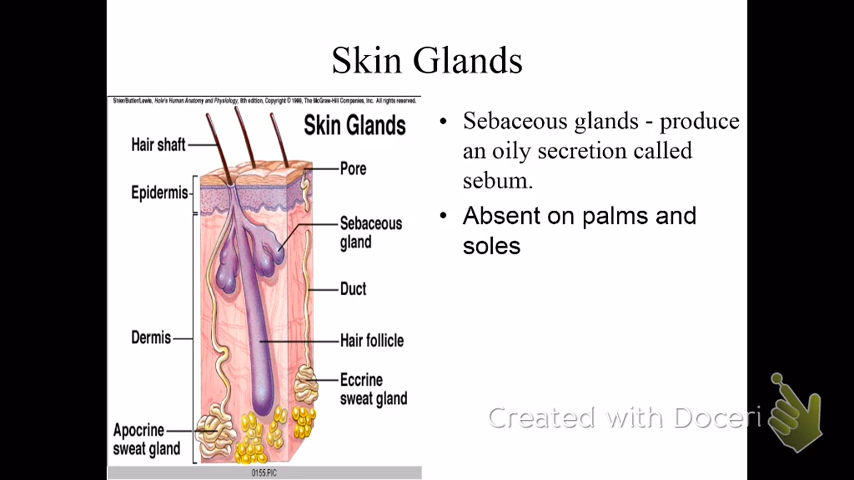 Skin Glands
Shier/Butler/Lewis, Hole's Human Anatomy and Physiology, 8th edition, Copyright © 1999, The McGraw-Hill Companies, Inc. All rights reserved.
Skin Glands
Hair shaft
Pore
Epidermis
Sebaceous
gland
Duct
Dermis
Hair follicle
Eccrine
sweat gland
Apocrine
sweat gland
0155.PIC
• Sebaceous glands - produce
an oily secretion called
sebum.
• Absent on palms and
soles
Created with Doceri